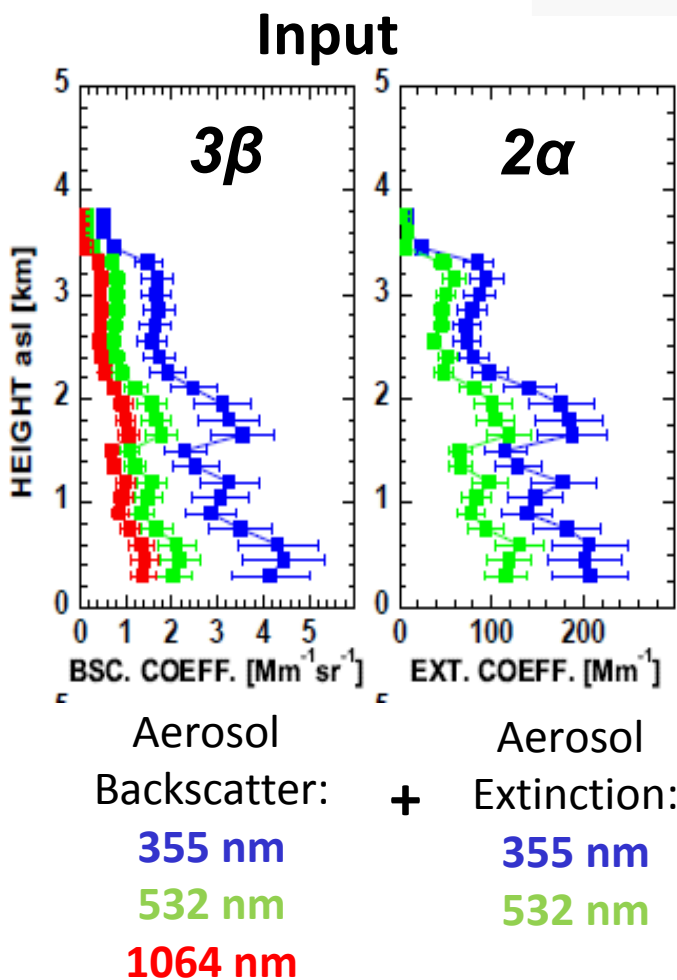 Input
5
4
3
2
1
0
3β
HEIGHT asl [km]
0 1 2 3 4 5
BSC. COEFF. [Mm⁻¹sr⁻¹]
5
5
4
3
2
1
0
2α
0 100 200
EXT. COEFF. [Mm⁻¹]
5
Aerosol
Backscatter:
355 nm
532 nm
1064 nm
+
Aerosol
Extinction:
355 nm
532 nm